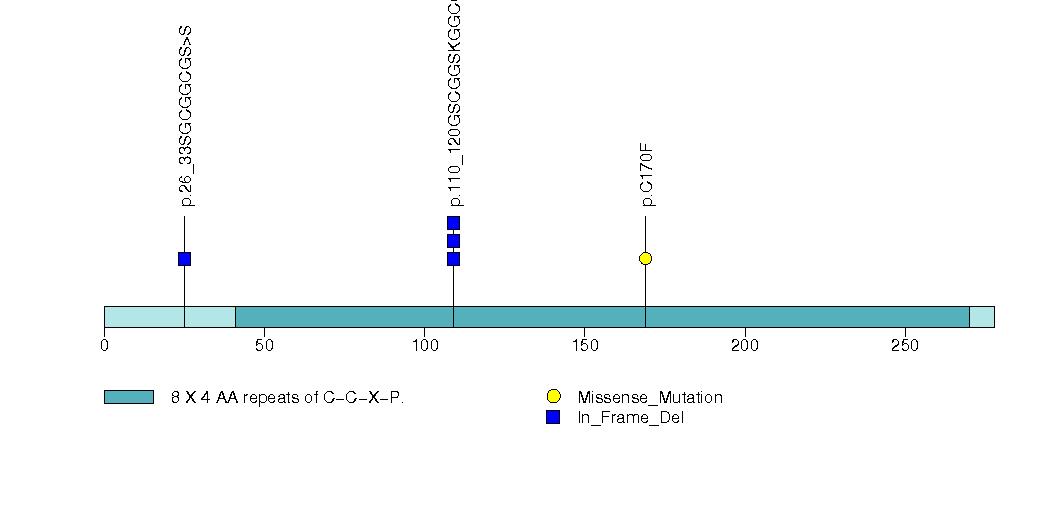 p.26_33SGCGGCGS>S
p.110_120GSCGGSKGGC
p.C170F
0 50 100 150 200 250
8 X 4 AA repeats of C-C-X-P.
Missense_Mutation
In_Frame_Del